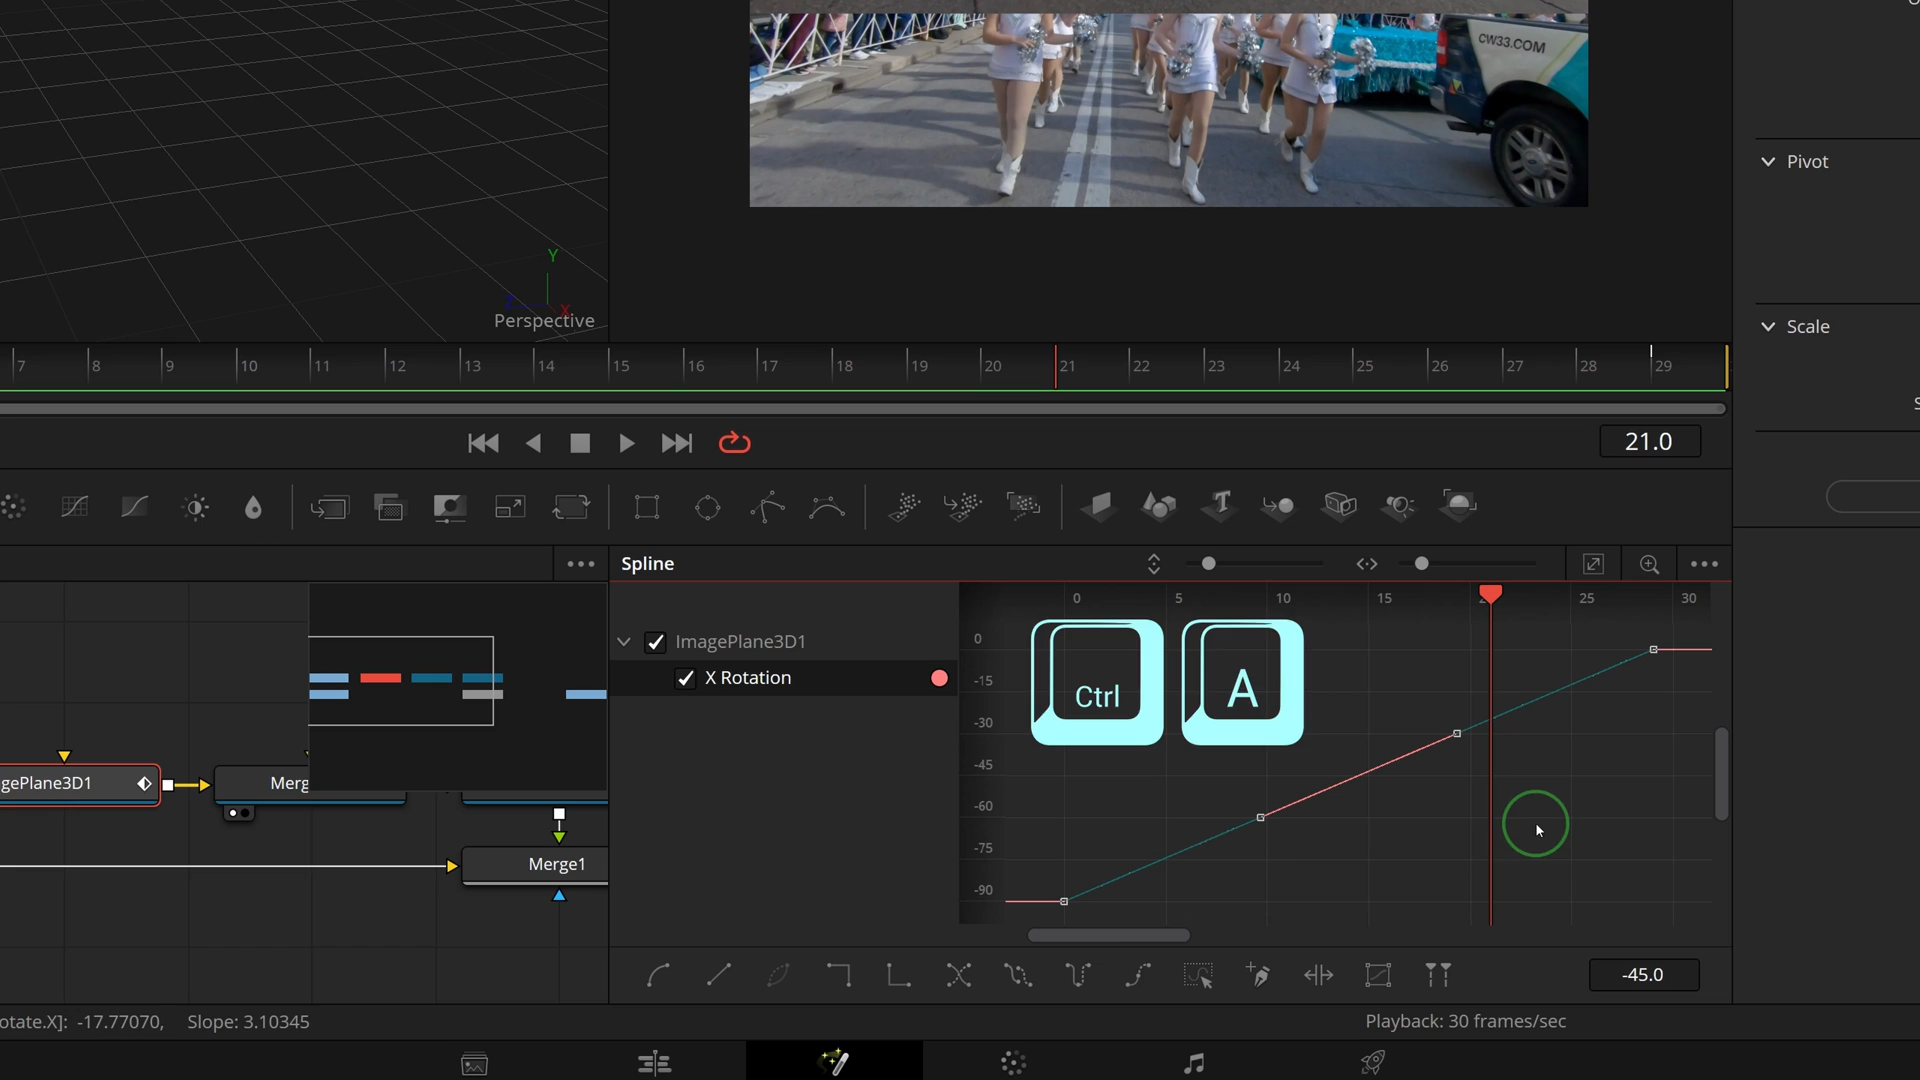 CW33.COM
Pivot
Y
Z
X
Perspective
Scale
7 8 9 10 11 12 13 14 15 16 17 18 19 20 21 22 23 24 25 26 27 28 29
S
21.0
T
Spline
0 5 10 15 2 25 30
ImagePlane3D1
X Rotation
0
-15
-30
-45
-60
-75
-90
Ctrl
A
gePlane3D1
Merg
Merge1
-45.0
otate.X]: -17.77070, Slope: 3.10345
Playback: 30 frames/sec